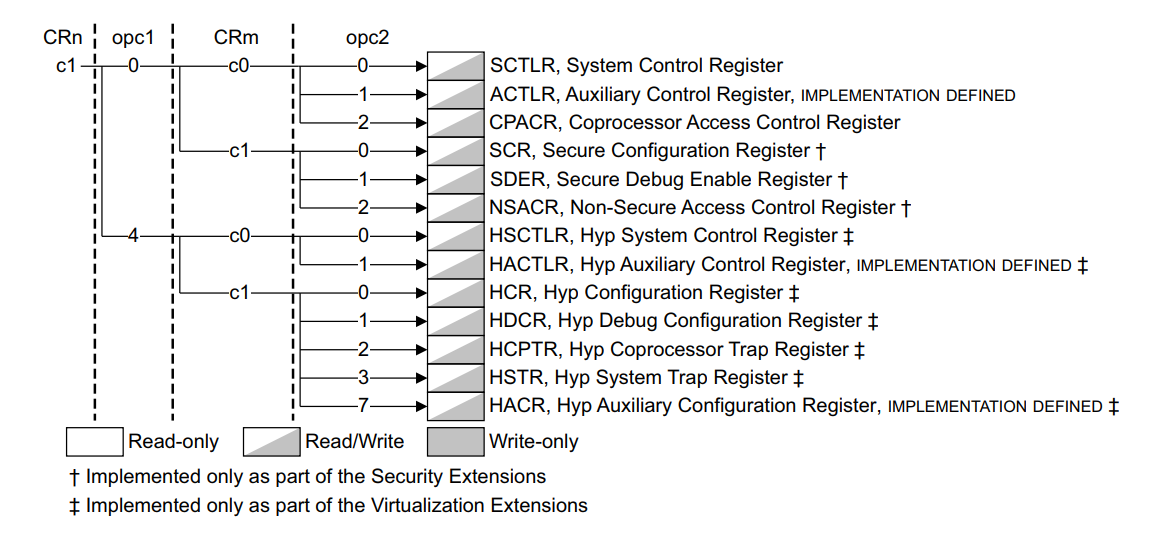 CRn opc1 CRm opc2
c1 0 c0 0 SCTLR, System Control Register
1 ACTLR, Auxiliary Control Register, IMPLEMENTATION DEFINED
2 CPACR, Coprocessor Access Control Register
c1 0 SCR, Secure Configuration Register †
1 SDER, Secure Debug Enable Register †
2 NSACR, Non-Secure Access Control Register †
4 c0 0 HSCTLR, Hyp System Control Register ‡
1 HACTLR, Hyp Auxiliary Control Register, IMPLEMENTATION DEFINED ‡
c1 0 HCR, Hyp Configuration Register ‡
1 HDCR, Hyp Debug Configuration Register ‡
2 HCPTR, Hyp Coprocessor Trap Register ‡
3 HSTR, Hyp System Trap Register ‡
7 HACR, Hyp Auxiliary Configuration Register, IMPLEMENTATION DEFINED ‡
Read-only Read/Write Write-only
† Implemented only as part of the Security Extensions
‡ Implemented only as part of the Virtualization Extensions